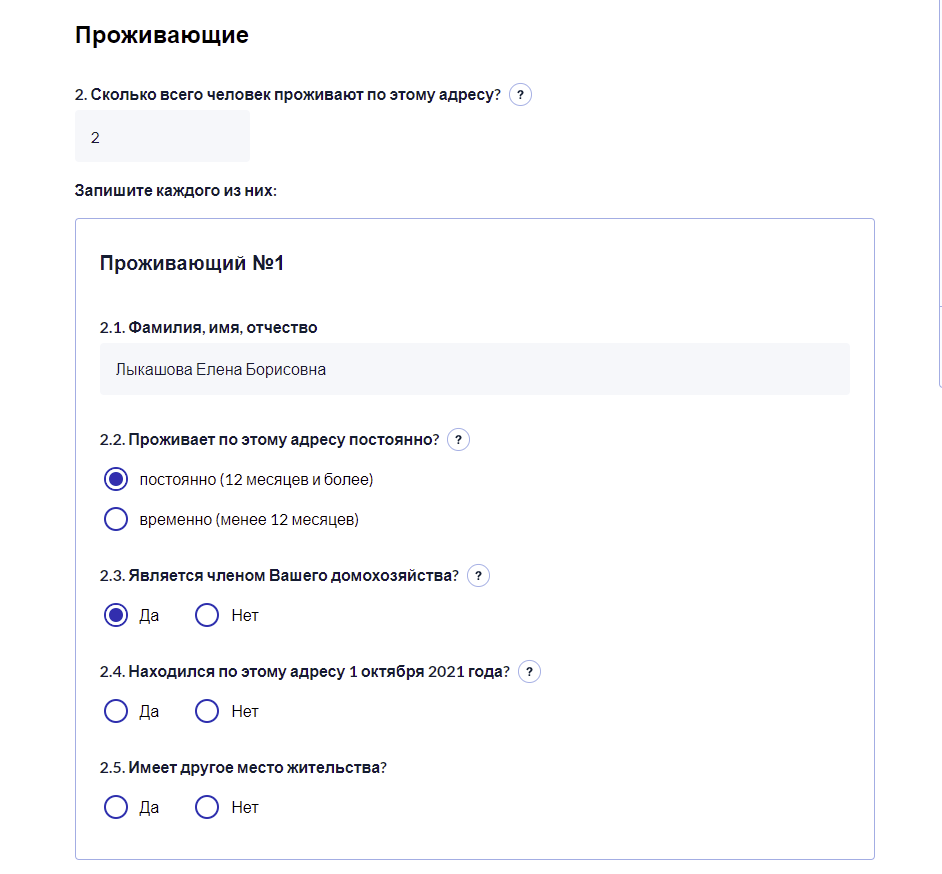 Проживающие
2. Сколько всего человек проживают по этому адресу? ?
2
Запишите каждого из них:
Проживающий №1
2.1. Фамилия, имя, отчество
Лыкашова Елена Борисовна
2.2. Проживает по этому адресу постоянно? ?
постоянно (12 месяцев и более)
временно (менее 12 месяцев)
2.3. Является членом Вашего домохозяйства? ?
Да Нет
2.4. Находился по этому адресу 1 октября 2021 года? ?
Да Нет
2.5. Имеет другое место жительства?
Да Нет